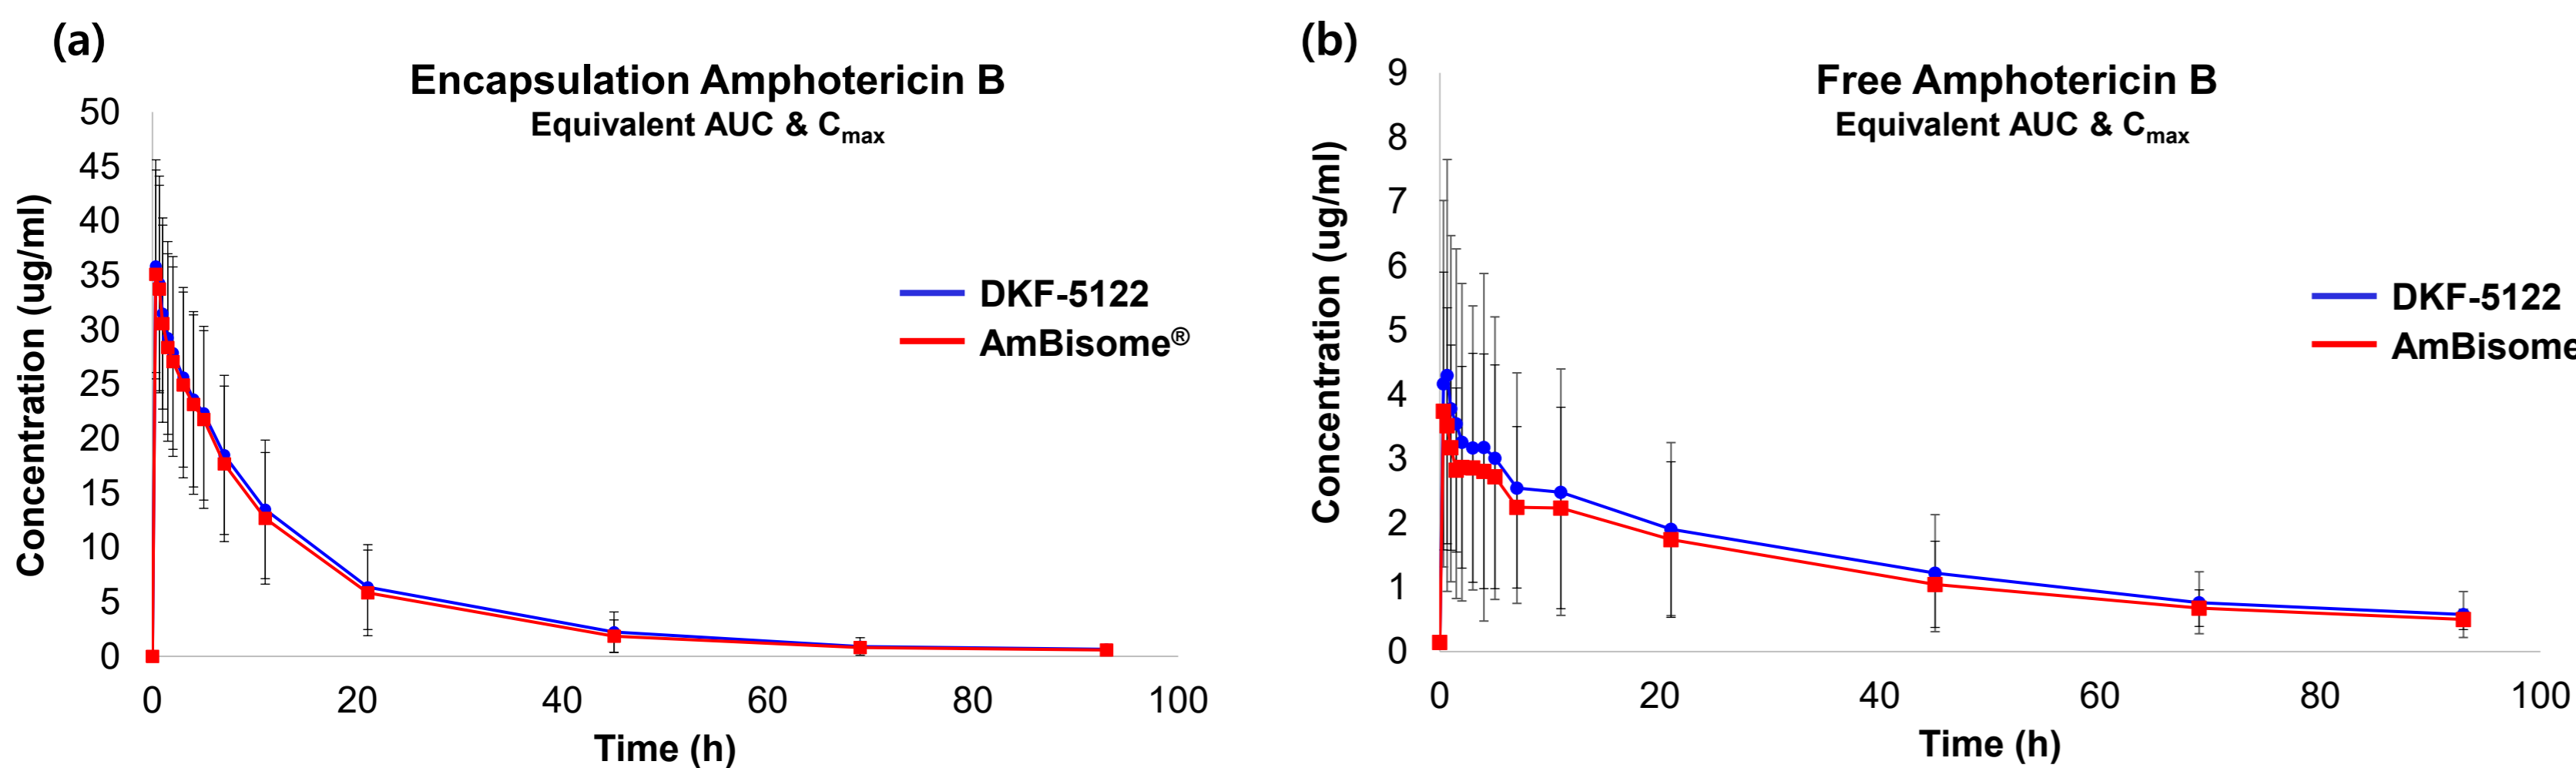 (a)
Encapsulation Amphotericin B
Equivalent AUC & Cmax
Concentration (ug/ml)
50
45
40
35
30
25
20
15
10
5
0
0 20 40 60 80 100
Time (h)
DKF-5122
AmBisome®
(b)
Free Amphotericin B
Equivalent AUC & Cmax
Concentration (ug/ml)
9
8
7
6
5
4
3
2
1
0
0 20 40 60 80 100
Time (h)
DKF-5122
AmBisome